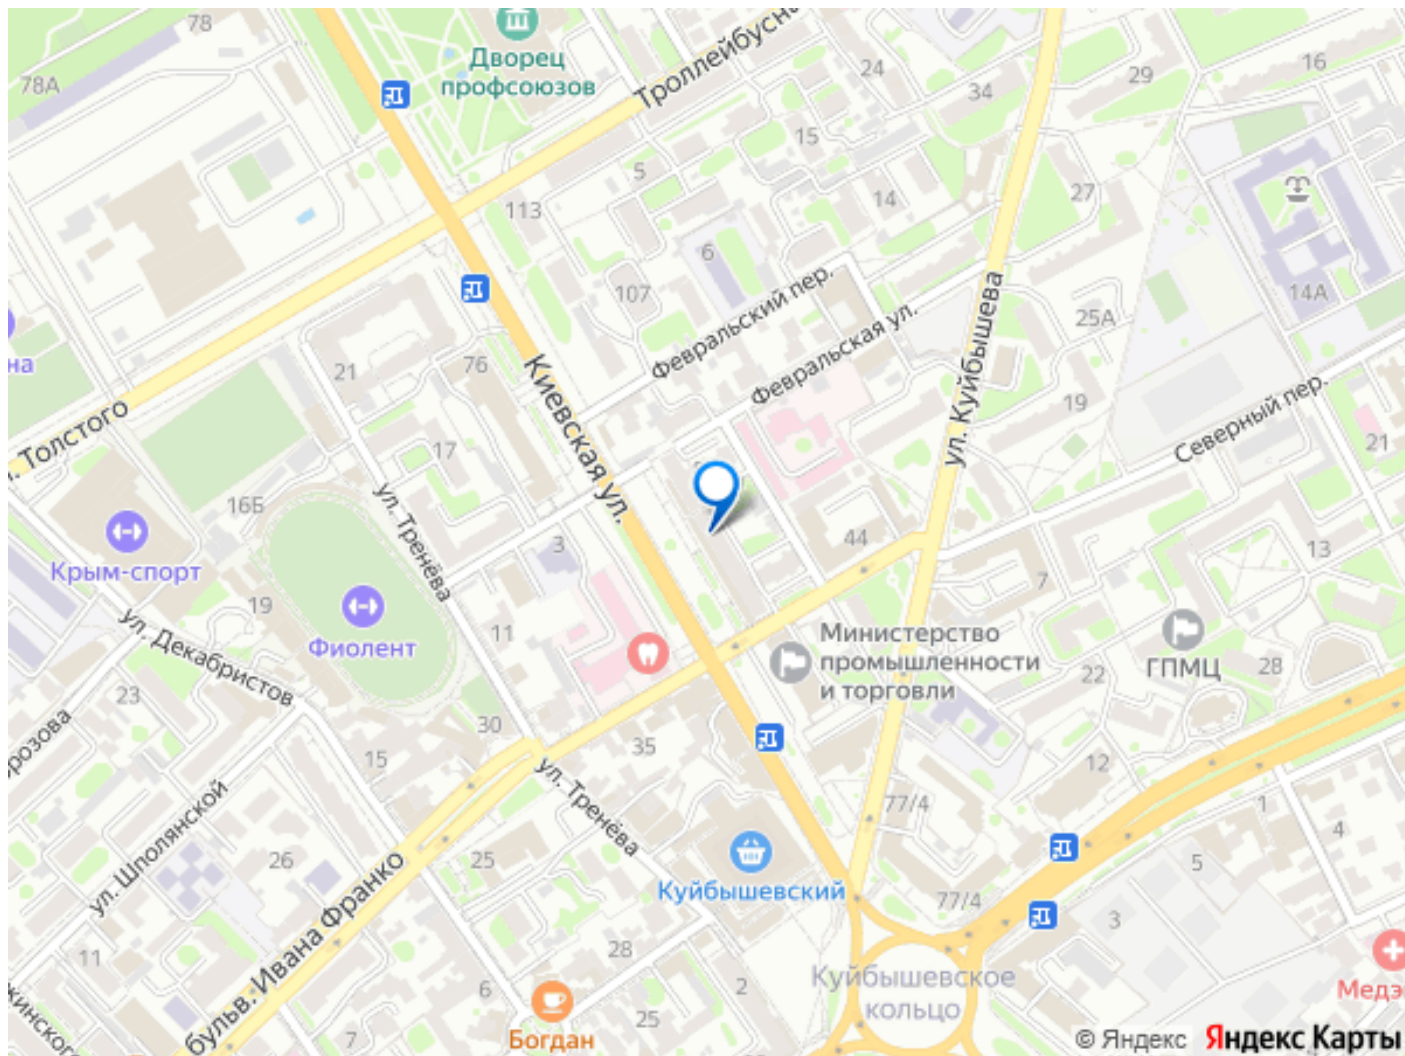 78
Дворец
профсоюзов
Троллейбусна
24
29
16
78А
34
15
5
27
14
113
6
14А
107
Февральский пер.
25А
Февральская ул.
ул. Куйбышева
на
21
76
Киевская ул.
19
Северный пер.
21
Толстого
17
16Б
ул. Тренёва
3
44
13
Крым-спорт
7
19
Фиолент
11
ул. Декабристов
Министерство
промышленности
и торговли
ГПМЦ
28
22
23
30
35
15
12
ул. Шполянской
ул. Тренёва
77/4
1
4
26
25
5
Куйбышевский
77/4
3
бульв. Ивана Франко
28
11
6
2
Куйбышевское
кольцо
Медэ
Богдан
25
7
© Яндекс Яндекс Карты